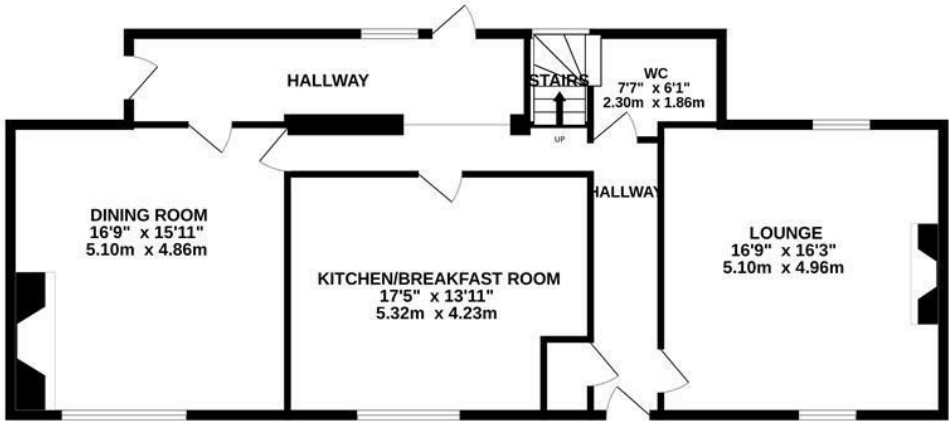 HALLWAY
STAIRS
WC
7'7" x 6'1"
2.30m x 1.86m
UP
HALLWAY
DINING ROOM
16'9" x 15'11"
5.10m x 4.86m
LOUNGE
16'9" x 16'3"
5.10m x 4.96m
KITCHEN/BREAKFAST ROOM
17'5" x 13'11"
5.32m x 4.23m